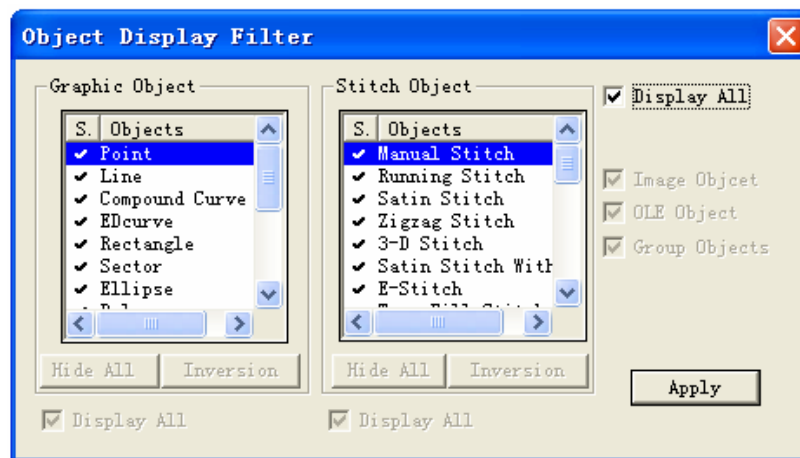 Object Display Filter
Graphic Object
S. Objects
Point
Line
Compound Curve
EDcurve
Rectangle
Sector
Ellipse
Hide All Inversion
Display All
Stitch Object
S. Objects
Manual Stitch
Running Stitch
Satin Stitch
Zigzag Stitch
3-D Stitch
Satin Stitch With
E-Stitch
Hide All Inversion
Display All
Display All
Image Objcet
OLE Object
Group Objects
Apply